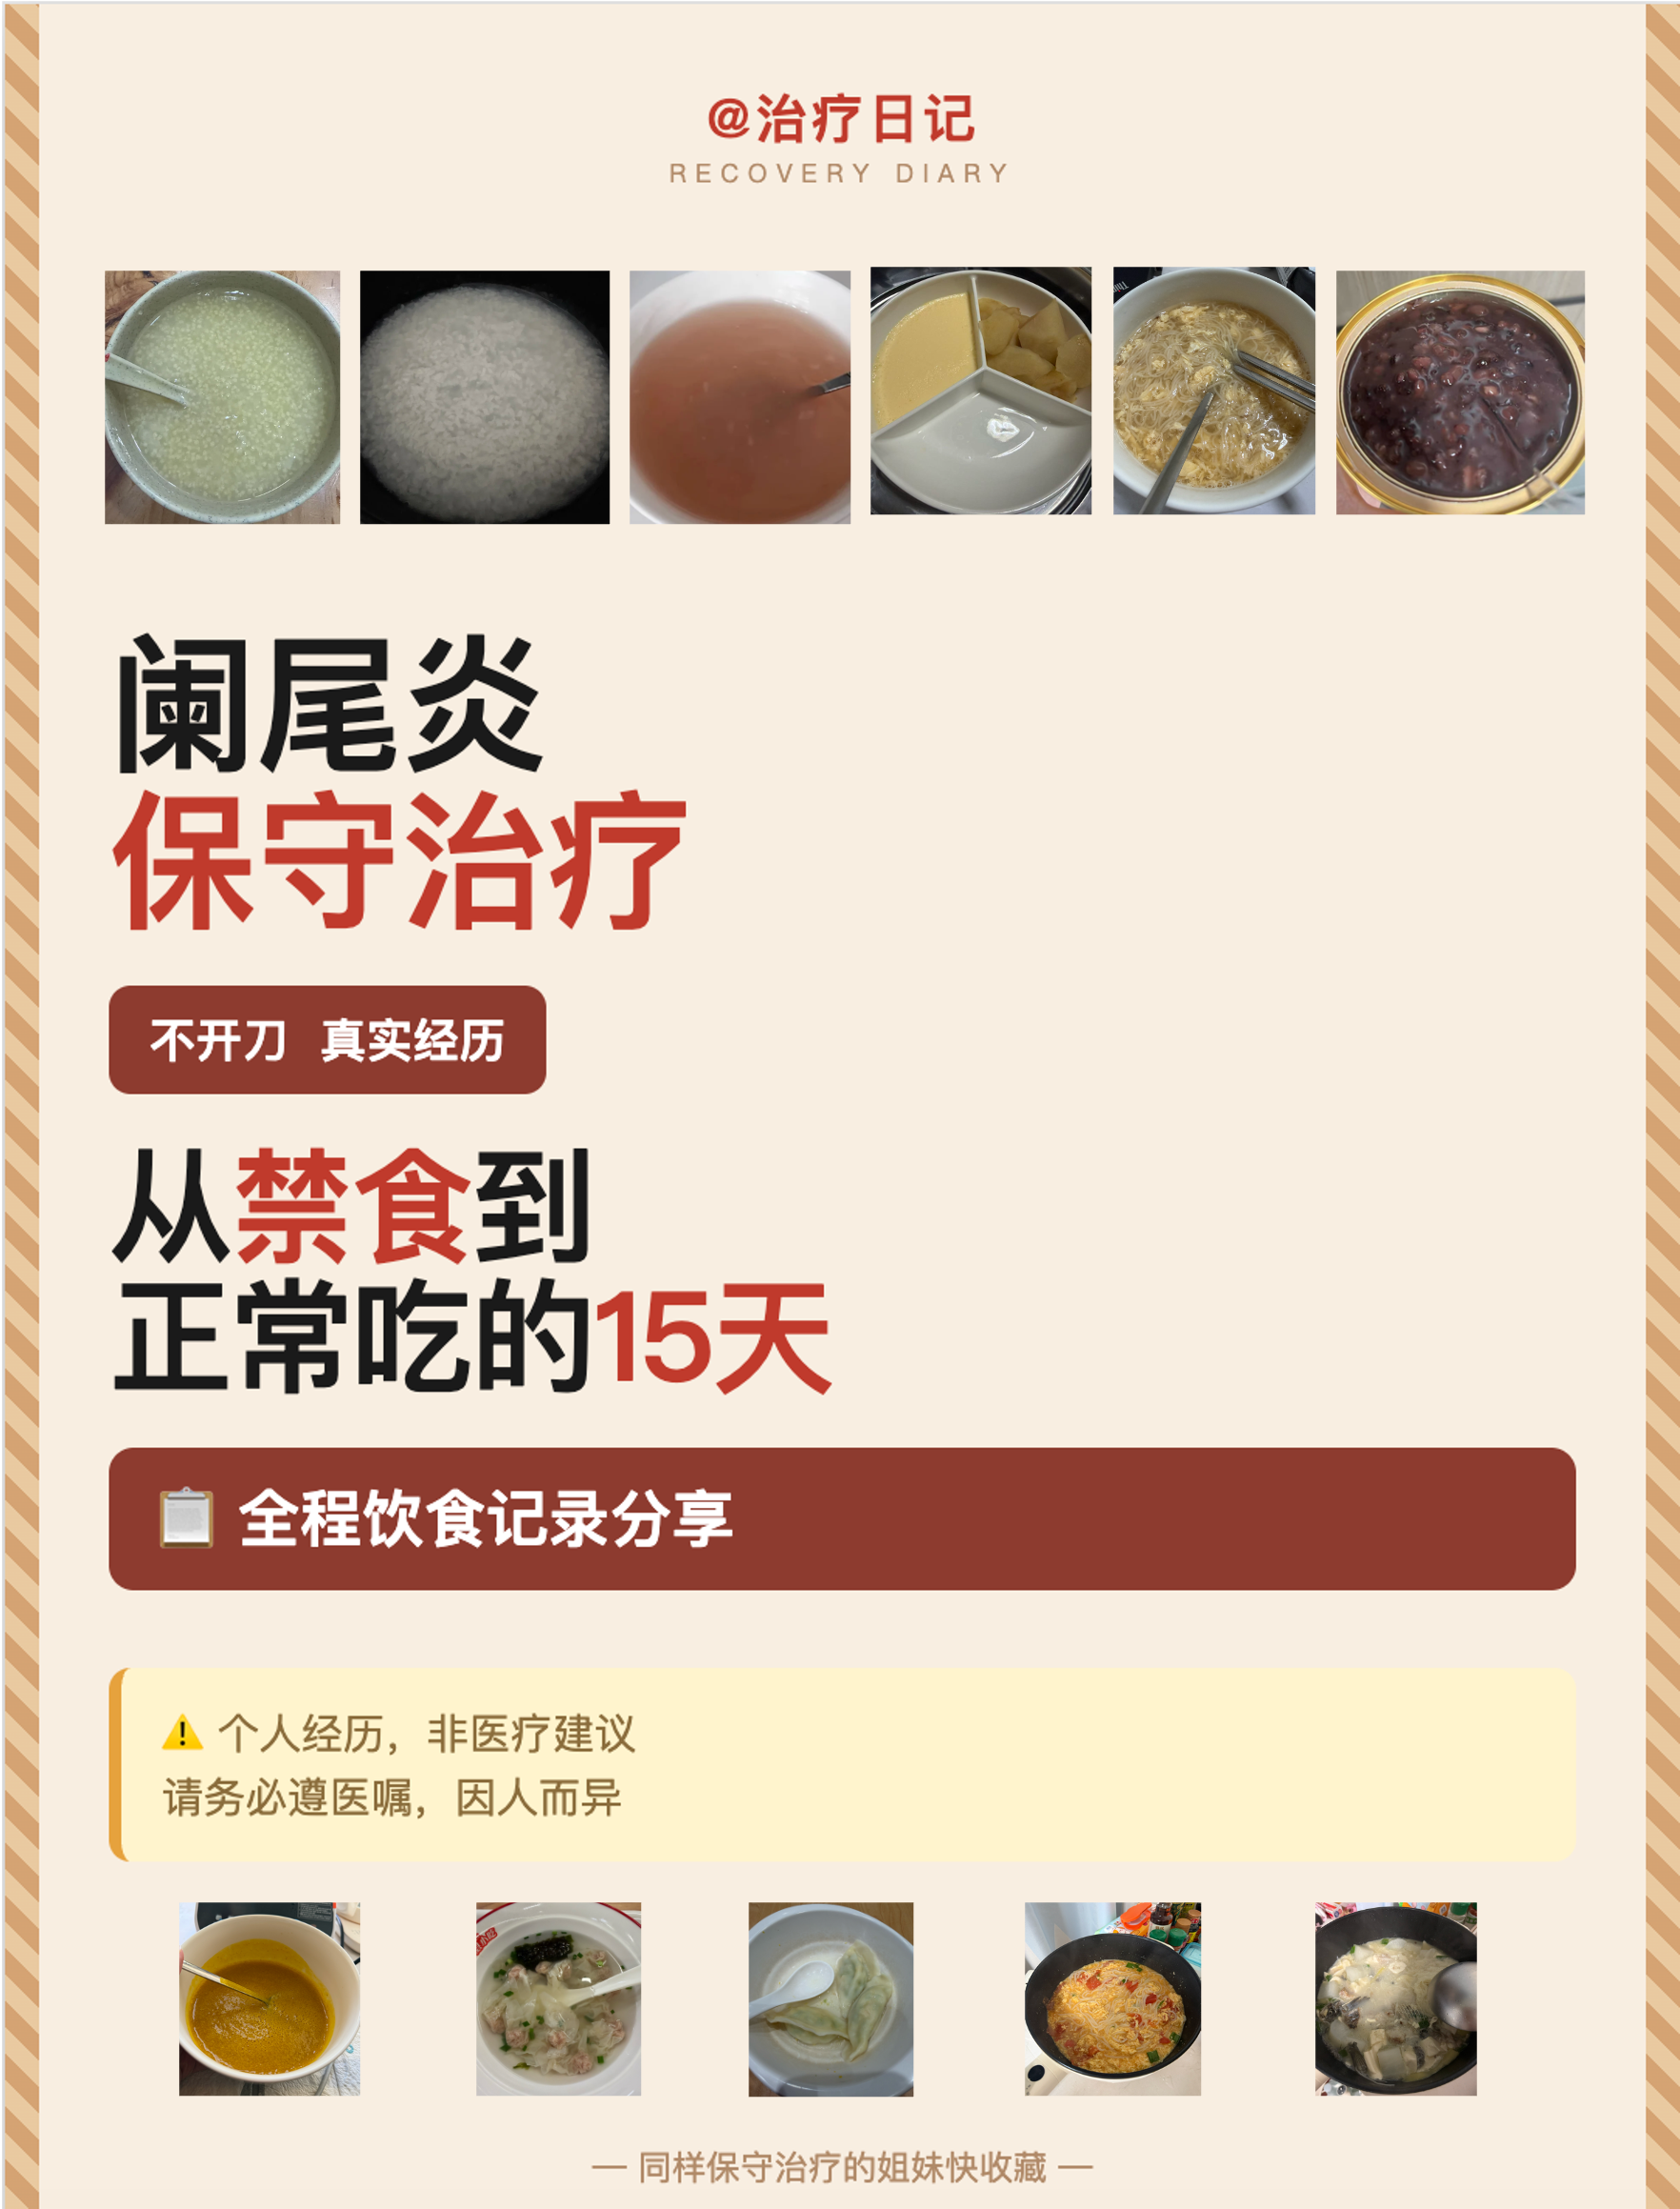 @治疗日记
RECOVERY DIARY
阑尾炎
保守治疗
不开刀 真实经历
从禁食到
正常吃的15天
📋 全程饮食记录分享
⚠️ 个人经历，非医疗建议
请务必遵医嘱，因人而异
— 同样保守治疗的姐妹快收藏 —